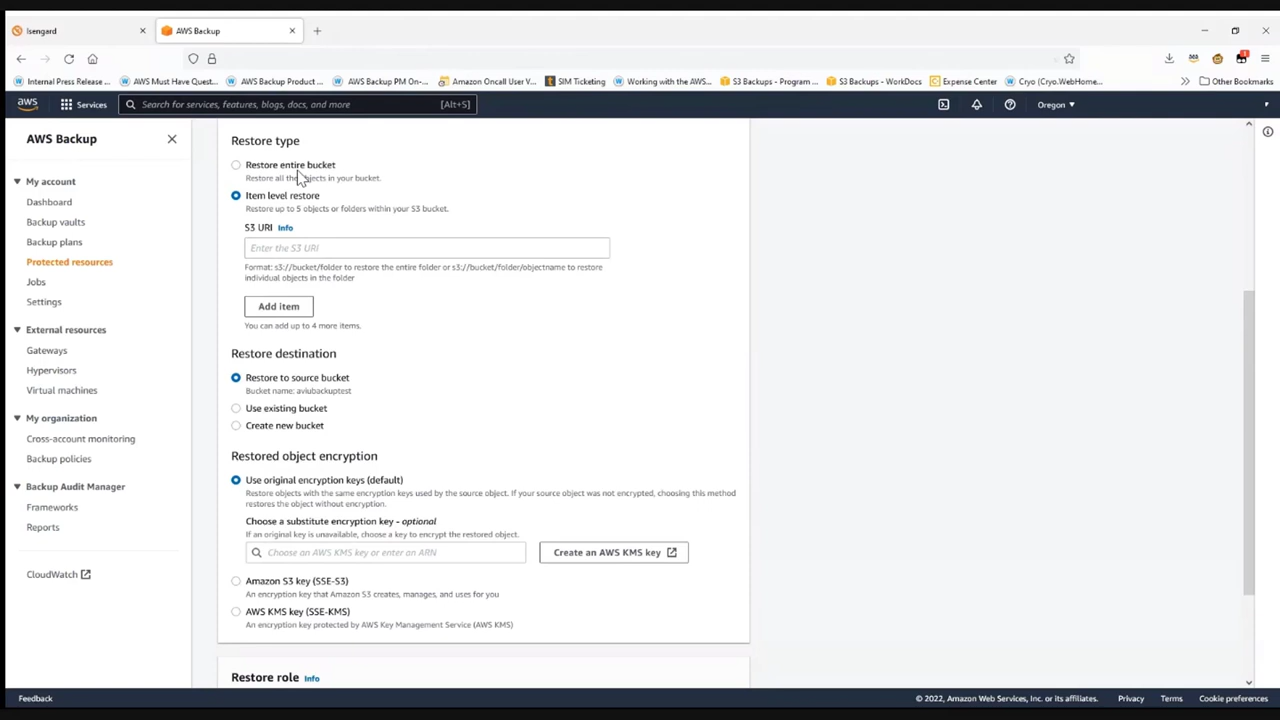 Isengard
AWS Backup
Internal Press Release ...
AWS Must Have Quest...
AWS Backup Product ...
AWS Backup PM On-...
Amazon Oncall User V...
SIM Ticketing
Working with the AWS...
S3 Backups - Program ...
S3 Backups - WorkDocs
Expense Center
Cryo (Cryo.WebHome...
Other Bookmarks
aws
Services
Search for services, features, blogs, docs, and more
[Alt+S]
Oregon
AWS Backup
My account
Dashboard
Backup vaults
Backup plans
Protected resources
Jobs
Settings
External resources
Gateways
Hypervisors
Virtual machines
My organization
Cross-account monitoring
Backup policies
Backup Audit Manager
Frameworks
Reports
CloudWatch
Restore type
Restore entire bucket
Restore all the objects in your bucket.
Item level restore
Restore up to 5 objects or folders within your S3 bucket.
S3 URI Info
Enter the S3 URI
Format: s3://bucket/folder to restore the entire folder or s3://bucket/folder/objectname to restore
individual objects in the folder
Add item
You can add up to 4 more items.
Restore destination
Restore to source bucket
Bucket name: aviubackuptest
Use existing bucket
Create new bucket
Restored object encryption
Use original encryption keys (default)
Restore objects with the same encryption keys used by the source object. If your source object was not encrypted, choosing this method
restores the object without encryption.
Choose a substitute encryption key - optional
If an original key is unavailable, choose a key to encrypt the restored object.
Choose an AWS KMS key or enter an ARN
Create an AWS KMS key
Amazon S3 key (SSE-S3)
An encryption key that Amazon S3 creates, manages, and uses for you
AWS KMS key (SSE-KMS)
An encryption key protected by AWS Key Management Service (AWS KMS)
Restore role Info
Feedback
© 2022, Amazon Web Services, Inc. or its affiliates.
Privacy
Terms
Cookie preferences